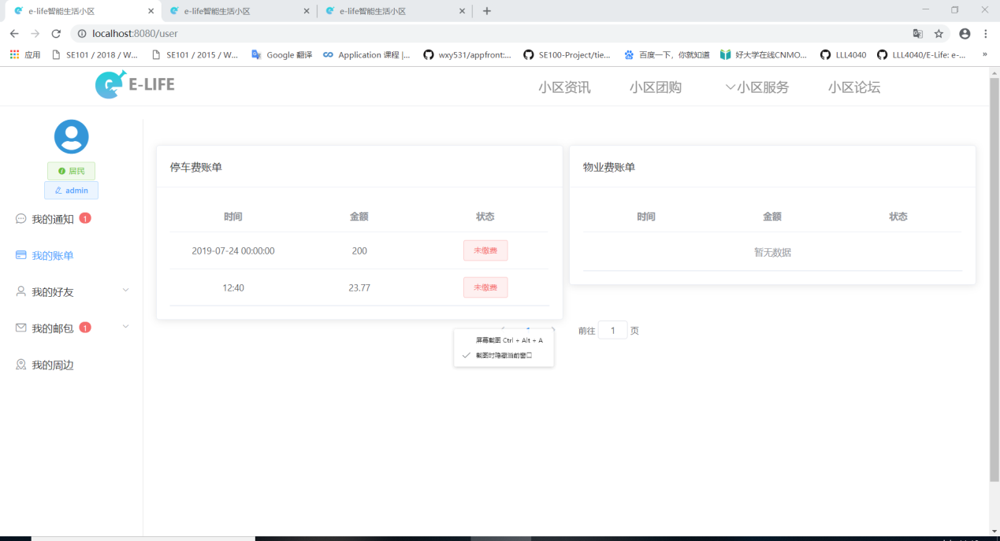 e-life智能生活小区
e-life智能生活小区
e-life智能生活小区
localhost:8080/user
应用
SE101 / 2018 / W...
SE101 / 2015 / W...
Google 翻译
Application 课程 |...
wxy531/appfront:...
SE100-Project/tie...
百度一下，你就知道
好大学在线CNMO...
LLL4040
LLL4040/E-Life: e-...
»
E-LIFE
小区资讯
小区团购
小区服务
小区论坛
居民
admin
我的通知 1
我的账单
我的好友
我的邮包 1
我的周边
停车费账单
时间 金额 状态
2019-07-24 00:00:00 200 未缴费
12:40 23.77 未缴费
物业费账单
时间 金额 状态
暂无数据
前往 1 页
屏幕截图 Ctrl + Alt + A
截图时隐藏当前窗口